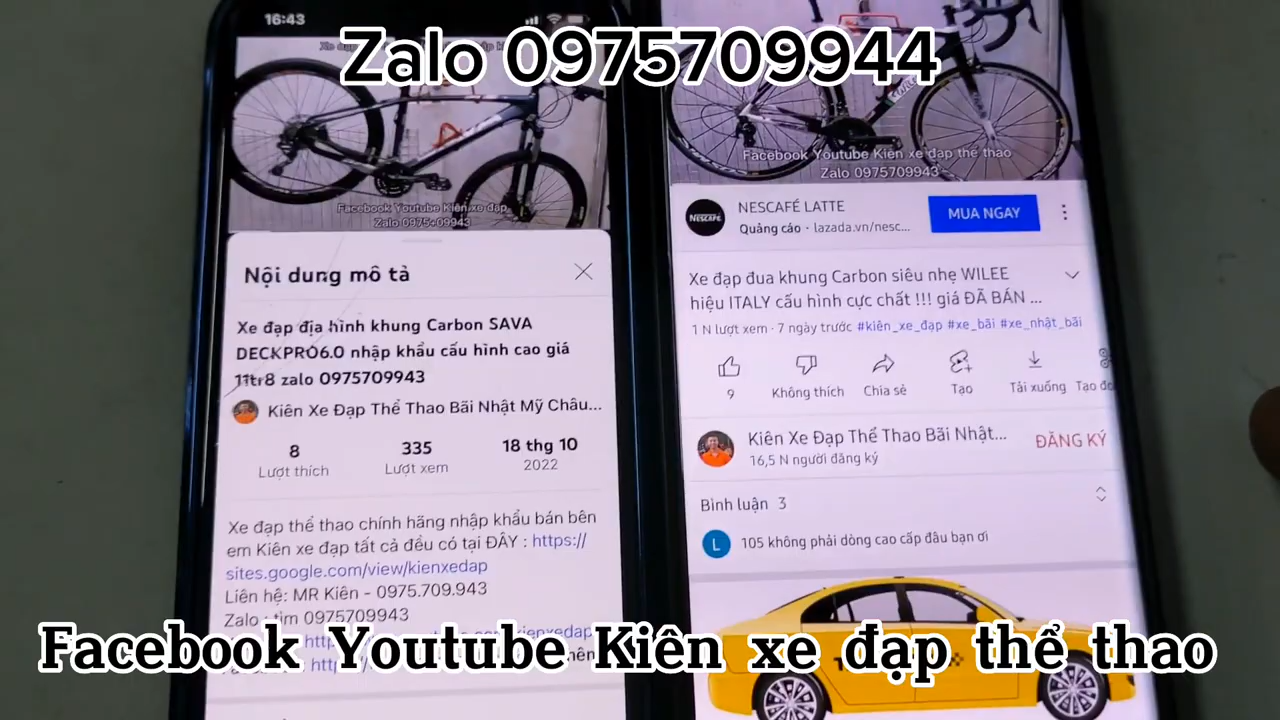 Zalo 0975709944
16:43
Facebook Youtube Kiên xe đạp
Zalo 0975709943
Nội dung mô tả
Xe đạp địa hình khung Carbon SAVA
DECKPRO6.0 nhập khẩu cấu hình cao giá
11tr8 zalo 0975709943
Kiên Xe Đạp Thể Thao Bãi Nhật Mỹ Châu...
8 335 18 thg 10
Lượt thích Lượt xem 2022
Xe đạp thể thao chính hãng nhập khẩu bán bên
em Kiên xe đạp tất cả đều có tại ĐÂY : https://
sites.google.com/view/kienxedap
Liên hệ: MR Kiên - 0975.709.943
Zalo : tìm 0975709943
Facebook Youtube Kiên xe đạp thể thao
Zalo 0975709943
NESCAFÉ
NESCAFÉ LATTE
Quảng cáo · lazada.vn/nesc...
MUA NGAY
Xe đạp đua khung Carbon siêu nhẹ WILEE
hiệu ITALY cấu hình cực chất !!! giá ĐÃ BÁN ...
1 N lượt xem · 7 ngày trước #kiên_xe_đạp #xe_bãi #xe_nhật_bãi
9 Không thích Chia sẻ Tạo Tải xuống Tạo đo
Kiên Xe Đạp Thể Thao Bãi Nhật...
16,5 N người đăng ký
ĐĂNG KÝ
Bình luận 3
L
105 không phải dòng cao cấp đâu bạn ơi
Facebook Youtube Kiên xe đạp thể thao